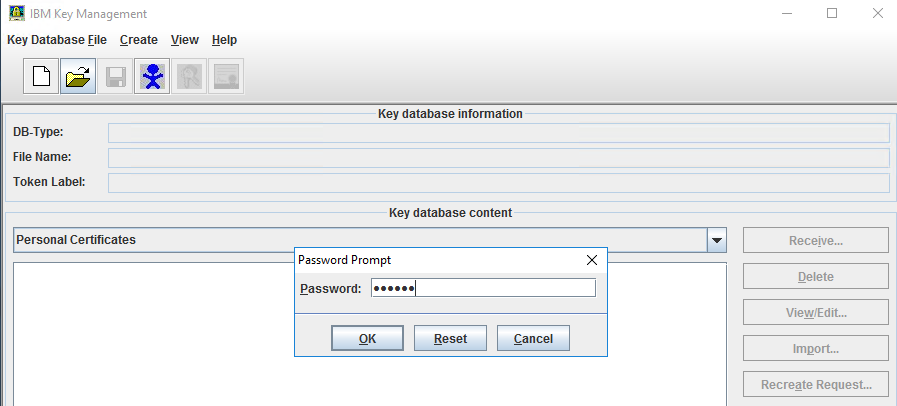 IBM Key Management
Key Database File Create View Help
Key database information
DB-Type:
File Name:
Token Label:
Key database content
Personal Certificates
Receive...
Password Prompt
Delete
Password: ••••••
View/Edit...
OK Reset Cancel
Import...
Recreate Request...